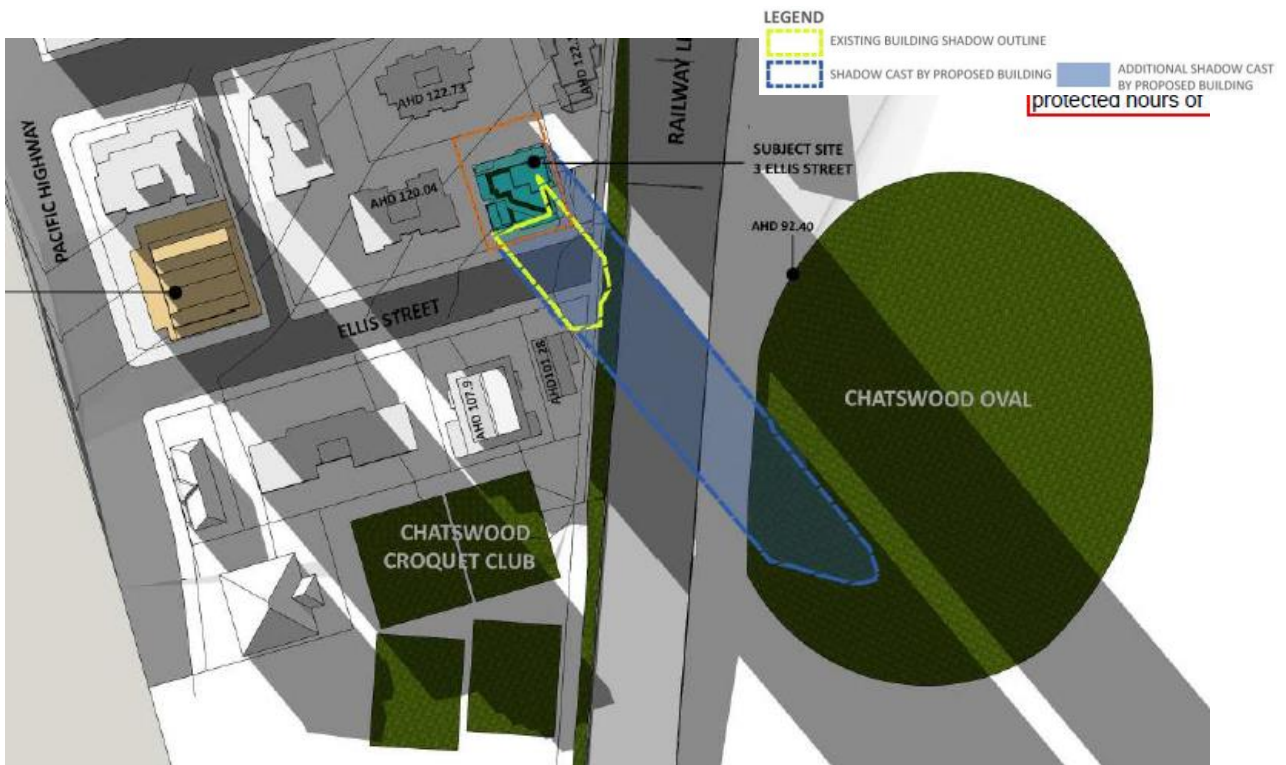 LEGEND
EXISTING BUILDING SHADOW OUTLINE
SHADOW CAST BY PROPOSED BUILDING
ADDITIONAL SHADOW CAST
BY PROPOSED BUILDING
protected hours of
PACIFIC HIGHWAY
AHD 122.73
AHD 122.
RAILWAY LI
SUBJECT SITE
3 ELLIS STREET
AHD 120.04
AHD 92.40
ELLIS STREET
AHD 107.9
AHD101.28
CHATSWOOD OVAL
CHATSWOOD
CROQUET CLUB